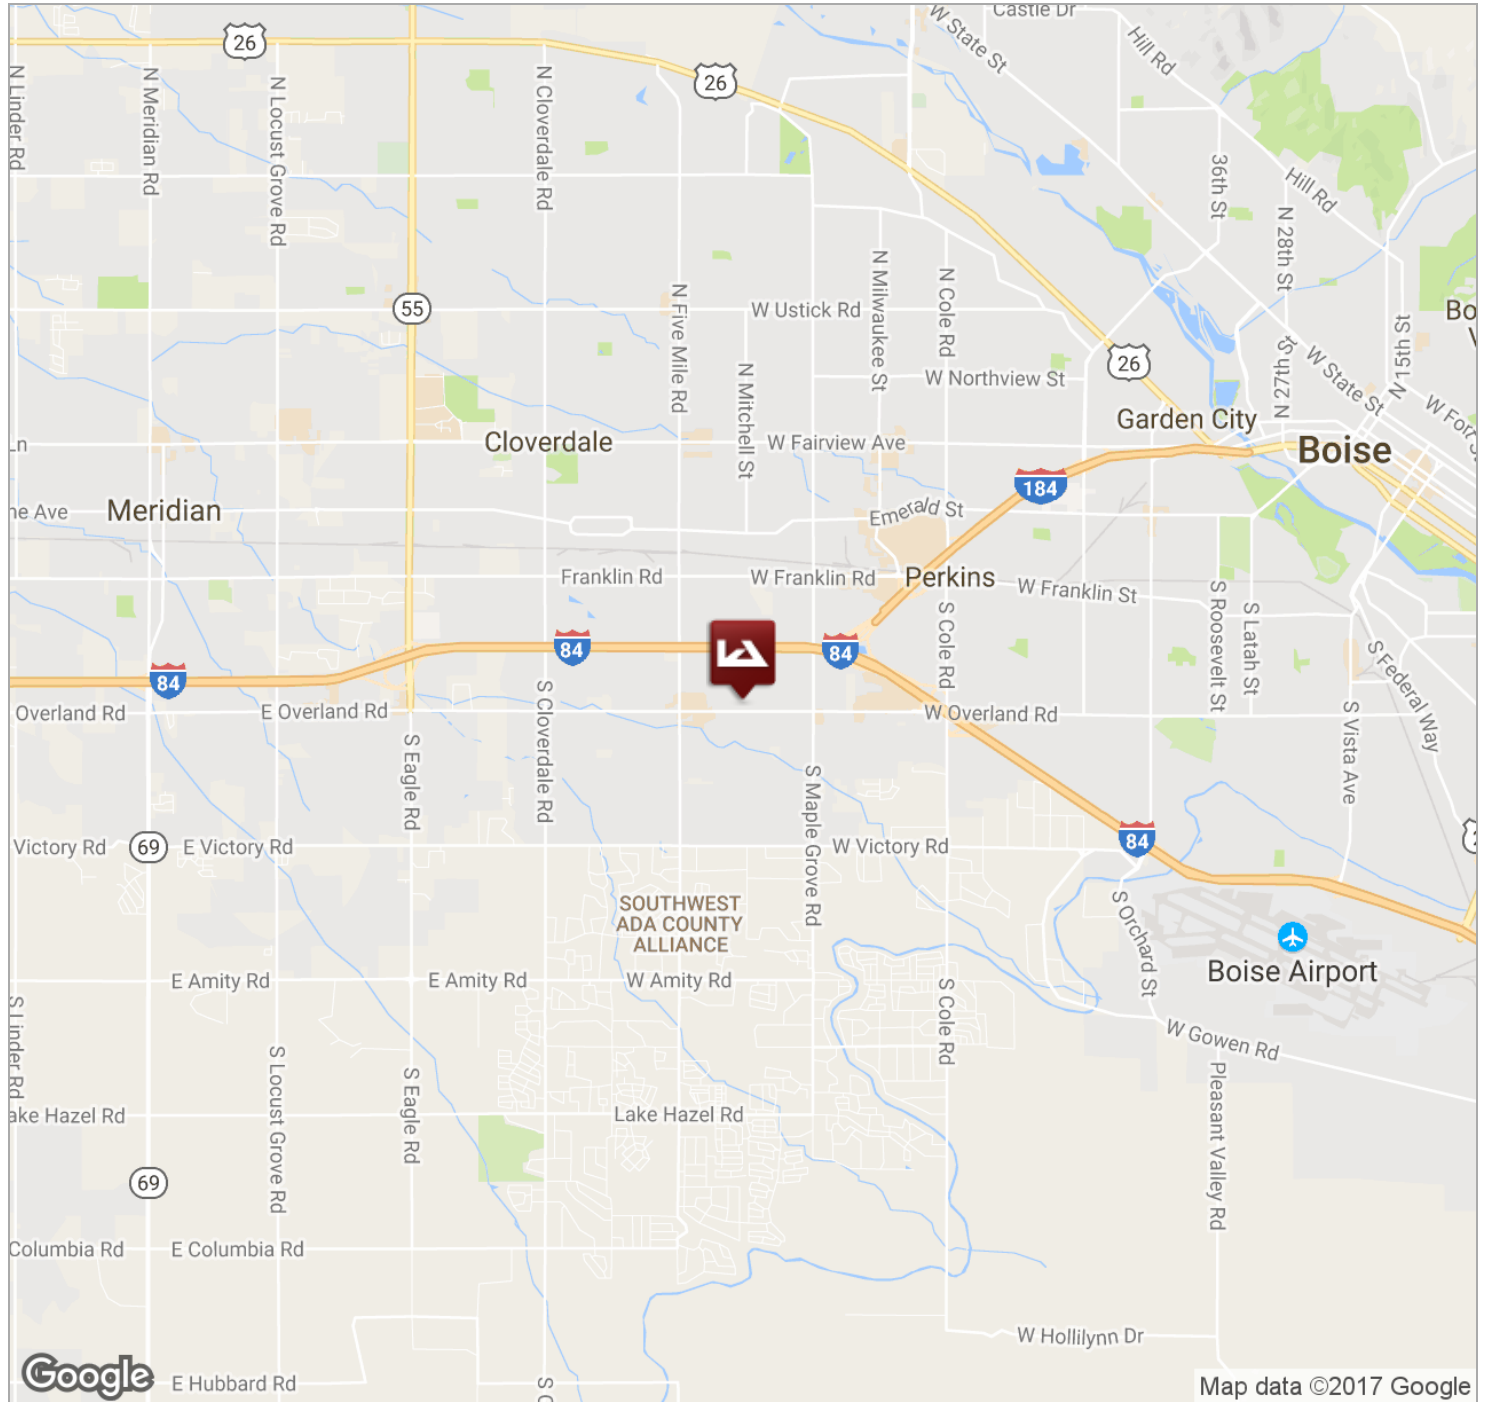 Castle Dr
W State St
Hill Rd
26
26
N Linder Rd
N Meridian Rd
N Locust Grove Rd
N Cloverdale Rd
36th St
Hill Rd
N 28th St
55
N Five Mile Rd
W Ustick Rd
N Milwaukee St
N Cole Rd
Bo
V
N 15th St
26
N 27th St
W State St
N Mitchell St
W Northview St
W Fort S
Garden City
Ln
Cloverdale
W Fairview Ave
Boise
184
ne Ave
Meridian
Emerald St
Franklin Rd
W Franklin Rd
Perkins
W Franklin St
S Roosevelt St
S Latah St
S Cole Rd
S Federal Way
84
84
84
Overland Rd
E Overland Rd
S Cloverdale Rd
W Overland Rd
S Vista Ave
S Eagle Rd
S Maple Grove Rd
Victory Rd
69
E Victory Rd
W Victory Rd
84
2
SOUTHWEST
ADA COUNTY
ALLIANCE
S Orchard St
Boise Airport
E Amity Rd
E Amity Rd
W Amity Rd
S Cole Rd
S Linder Rd
W Gowen Rd
S Locust Grove Rd
S Eagle Rd
Pleasant Valley Rd
ake Hazel Rd
Lake Hazel Rd
69
Columbia Rd
E Columbia Rd
W Hollilynn Dr
Google
E Hubbard Rd
S C
Map data ©2017 Google